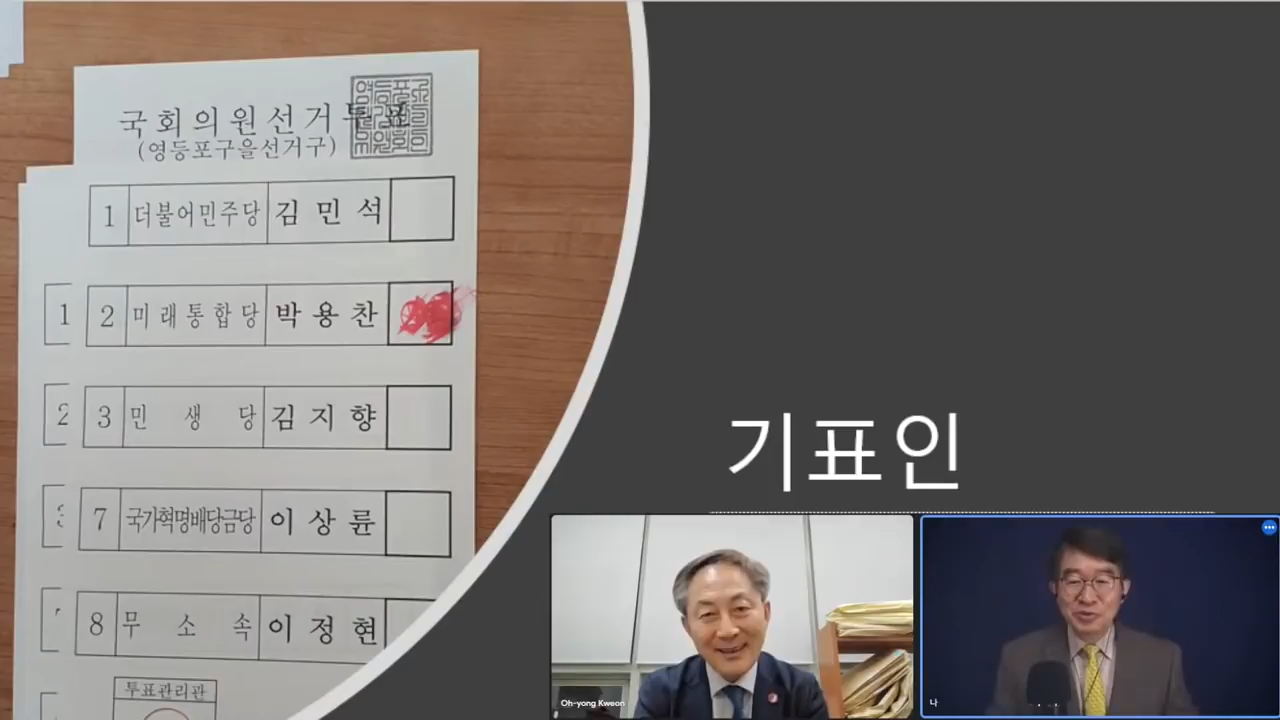 국회의원선거투표
(영등포구을선거구)
1 더불어민주당 김민석
1 2 미래통합당 박용찬
2 3 민생당 김지향
3 7 국가혁명배당금당 이상륜
8 무소속 이정현
투표관리관
기표인
Oh-yong Kweon
나